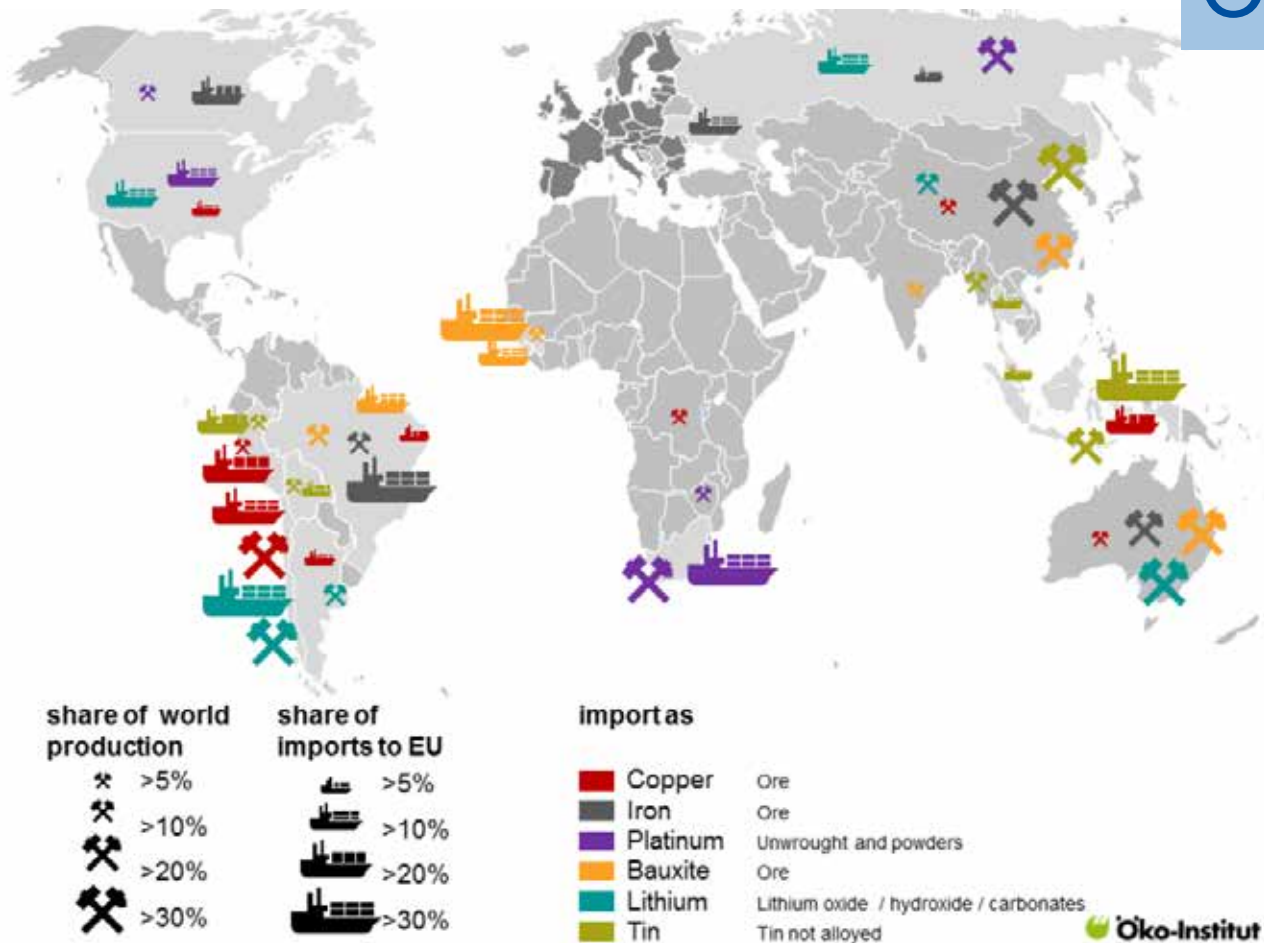 share of world
production
>5%
>10%
>20%
>30%
share of
imports to EU
>5%
>10%
>20%
>30%
import as
Copper Ore
Iron Ore
Platinum Unwrought and powders
Bauxite Ore
Lithium Lithium oxide / hydroxide / carbonates
Tin Tin not alloyed
Öko-Institut